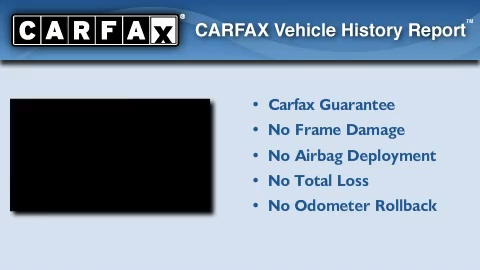 CARFAX® CARFAX Vehicle History Report™
• Carfax Guarantee
• No Frame Damage
• No Airbag Deployment
• No Total Loss
• No Odometer Rollback